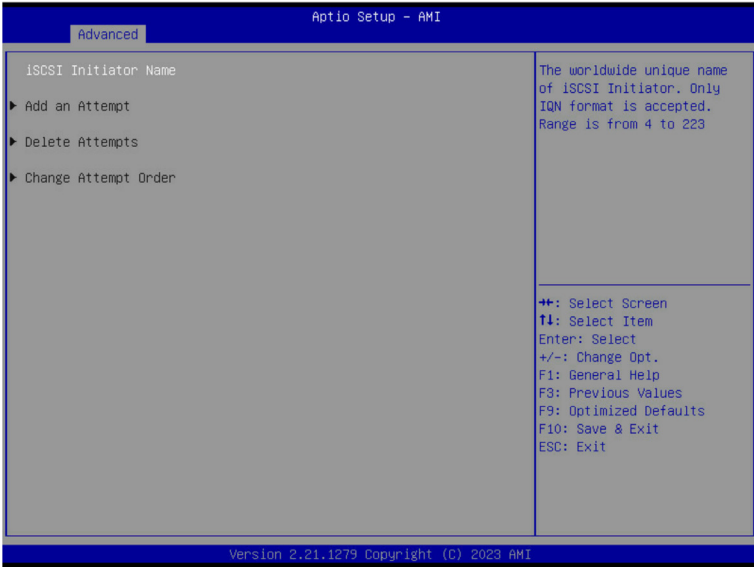 Aptio Setup – AMI
Advanced
iSCSI Initiator Name
▶ Add an Attempt
▶ Delete Attempts
▶ Change Attempt Order
The worldwide unique name
of iSCSI Initiator. Only
IQN format is accepted.
Range is from 4 to 223
→←: Select Screen
↑↓: Select Item
Enter: Select
+/-: Change Opt.
F1: General Help
F3: Previous Values
F9: Optimized Defaults
F10: Save & Exit
ESC: Exit
Version 2.21.1279 Copyright (C) 2023 AMI